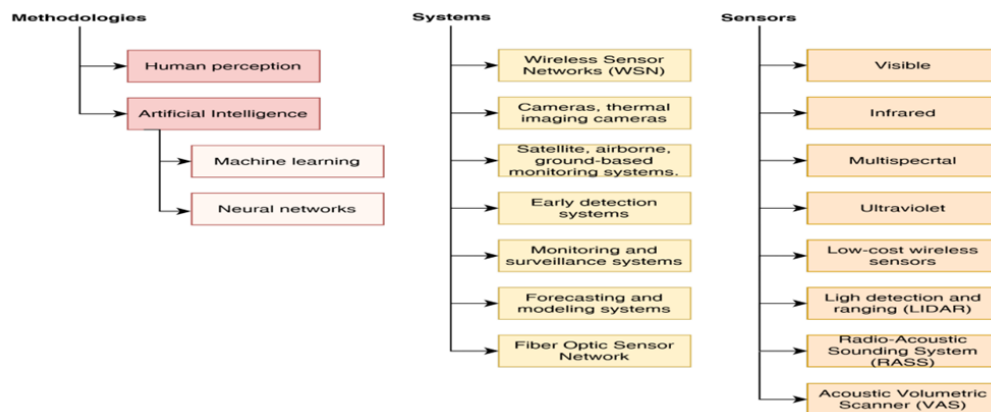 Methodologies
Human perception
Artificial Intelligence
Machine learning
Neural networks
Systems
Wireless Sensor
Networks (WSN)
Cameras, thermal
imaging cameras
Satellite, airborne,
ground-based
monitoring systems.
Early detection
systems
Monitoring and
surveillance systems
Forecasting and
modeling systems
Fiber Optic Sensor
Network
Sensors
Visible
Infrared
Multispecrtal
Ultraviolet
Low-cost wireless
sensors
Ligh detection and
ranging (LIDAR)
Radio-Acoustic
Sounding System
(RASS)
Acoustic Volumetric
Scanner (VAS)